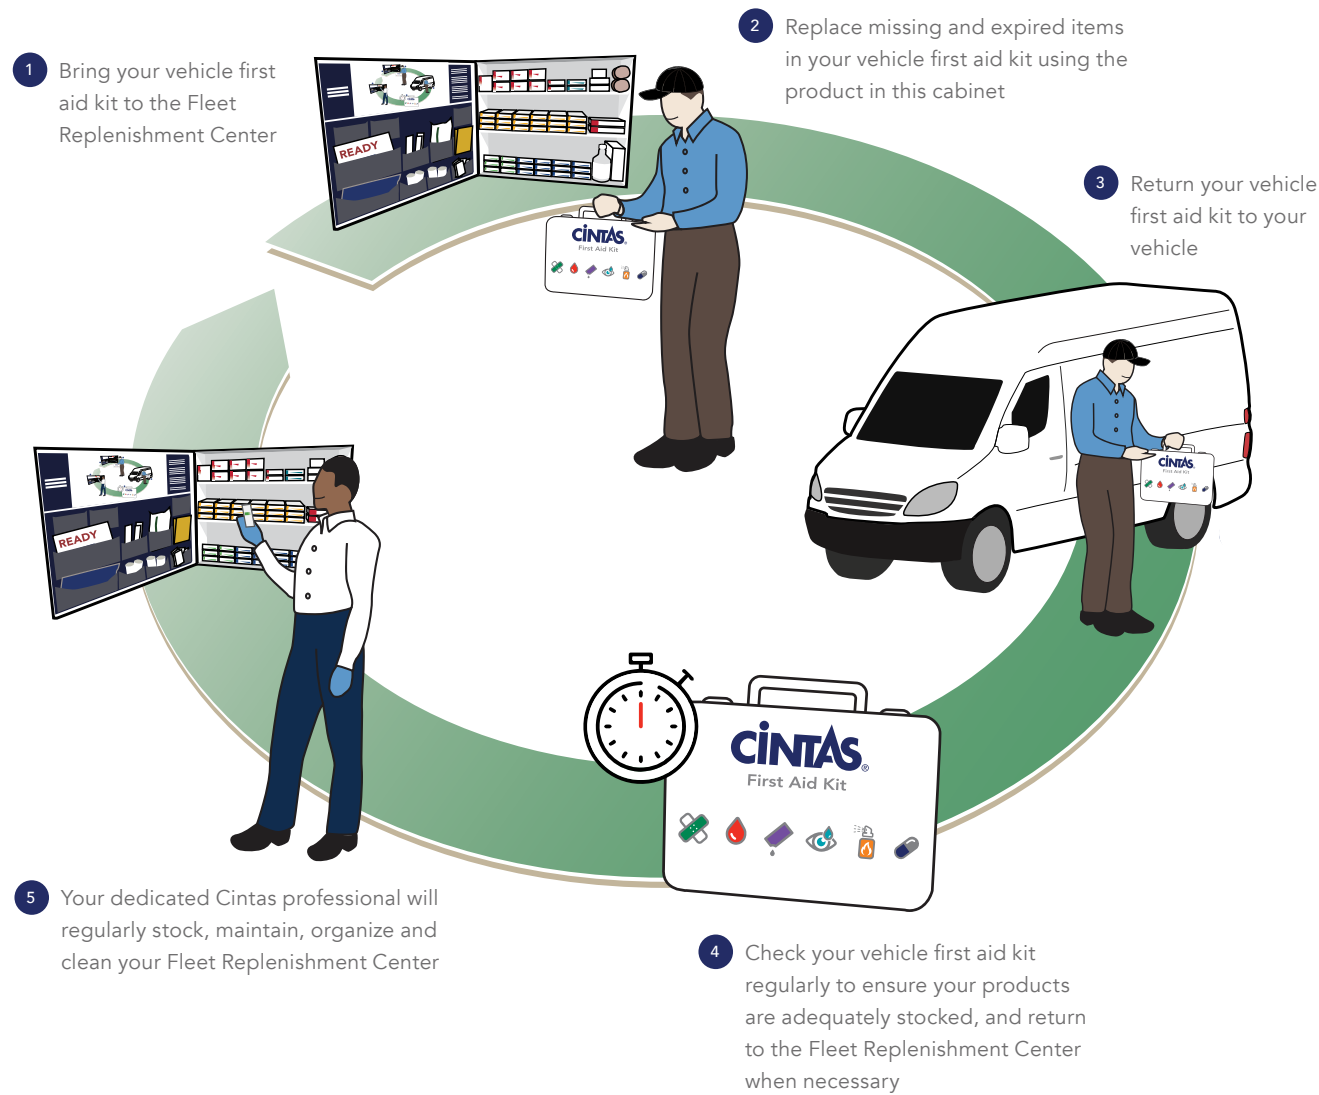 1
Bring your vehicle first
aid kit to the Fleet
Replenishment Center
2
Replace missing and expired items
in your vehicle first aid kit using the
product in this cabinet
3
Return your vehicle
first aid kit to your
vehicle
READY
CINTAS®
First Aid Kit
CINTAS
First Aid Kit
READY
CINTAS®
First Aid Kit
5
Your dedicated Cintas professional will
regularly stock, maintain, organize and
clean your Fleet Replenishment Center
4
Check your vehicle first aid kit
regularly to ensure your products
are adequately stocked, and return
to the Fleet Replenishment Center
when necessary